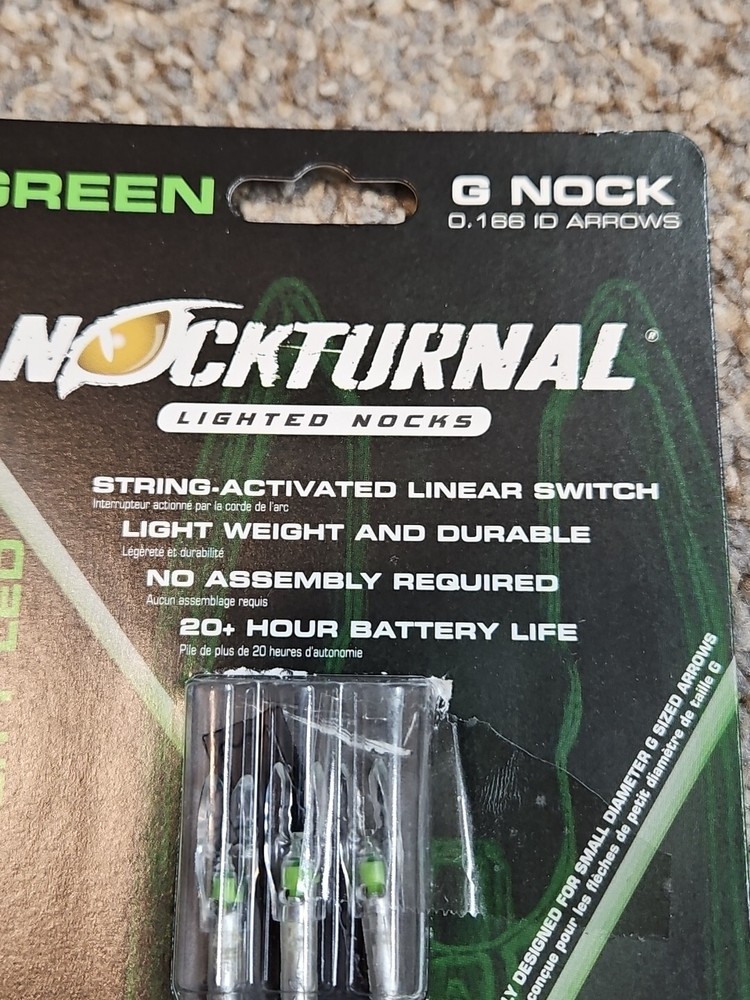 GREEN
G NOCK
0.166 ID ARROWS
NOCKTURNAL®
LIGHTED NOCKS
STRING-ACTIVATED LINEAR SWITCH
Interrupteur actionné par la corde de l'arc
LIGHT WEIGHT AND DURABLE
Légèreté et durabilité
NO ASSEMBLY REQUIRED
Aucun assemblage requis
20+ HOUR BATTERY LIFE
Pile de plus de 20 heures d'autonomie
LED
DESIGNED FOR SMALL DIAMETER G SIZED ARROWS
conçue pour les flèches de petit diamètre de taille G